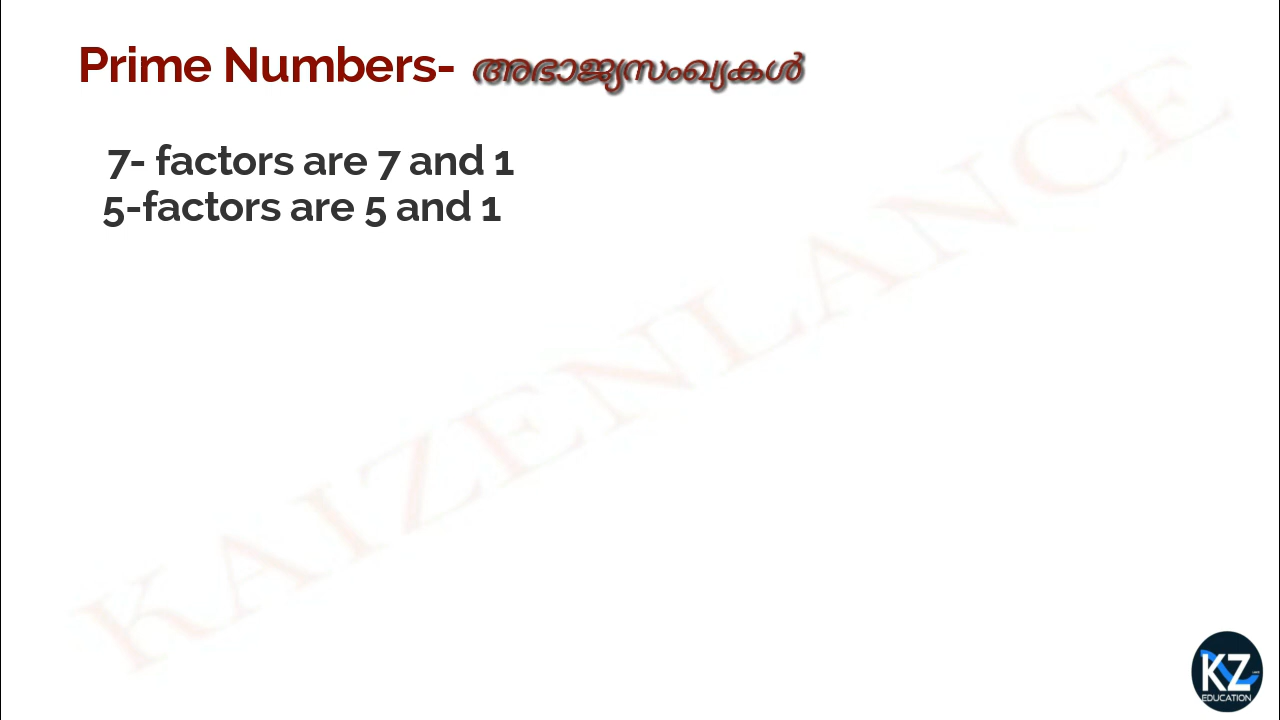 Prime Numbers- അഭാജ്യസംഖ്യകൾ
7- factors are 7 and 1
5-factors are 5 and 1
KAIZENLANCE
KZ
EDUCATION